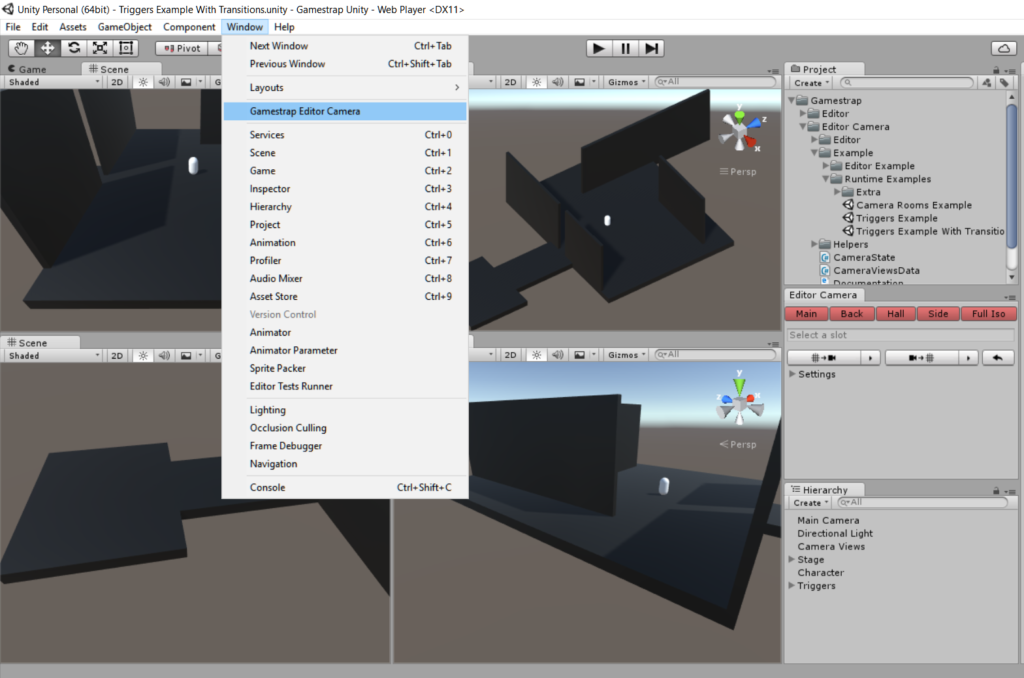 Unity Personal (64bit) - Triggers Example With Transitions.unity - Gamestrap Unity - Web Player <DX11>
File Edit Assets GameObject Component Window Help
Pivot
Game Scene
Shaded 2D
Next Window Ctrl+Tab
Previous Window Ctrl+Shift+Tab
Layouts
Gamestrap Editor Camera
Services Ctrl+0
Scene Ctrl+1
Game Ctrl+2
Inspector Ctrl+3
Hierarchy Ctrl+4
Project Ctrl+5
Animation Ctrl+6
Profiler Ctrl+7
Audio Mixer Ctrl+8
Asset Store Ctrl+9
Version Control
Animator
Animator Parameter
Sprite Packer
Editor Tests Runner
Lighting
Occlusion Culling
Frame Debugger
Navigation
Console Ctrl+Shift+C
2D Gizmos All
y
z
x
Persp
Scene
Shaded 2D
2D Gizmos All
y
z x
Persp
Project
Create
Gamestrap
Editor
Editor Camera
Editor
Example
Editor Example
Runtime Examples
Extra
Camera Rooms Example
Triggers Example
Triggers Example With Transitio
Helpers
CameraState
CameraViewsData
Documentation
Editor Camera
Main Back Hall Side Full Iso
Select a slot
Settings
Hierarchy
Create All
Main Camera
Directional Light
Camera Views
Stage
Character
Triggers